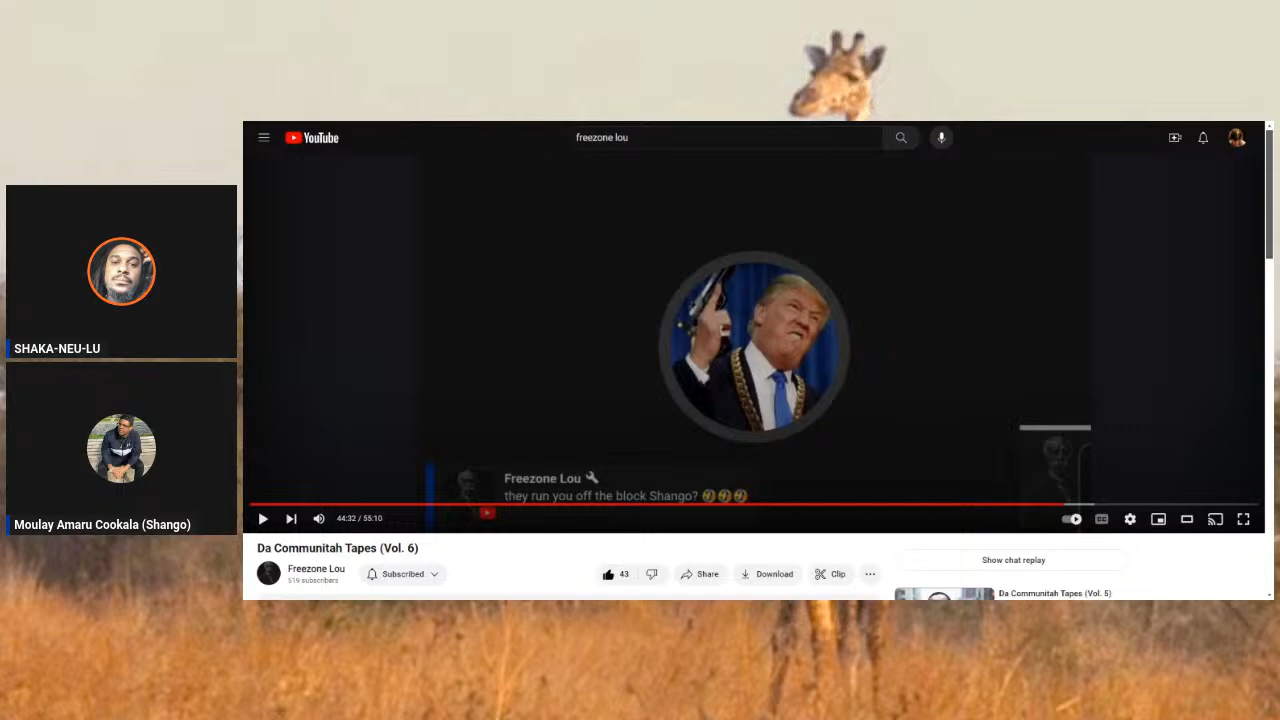 YouTube
freezone lou
SHAKA-NEU-LU
Moulay Amaru Cookala (Shango)
Freezone Lou
they run you off the block Shango? 🤣🤣🤣
44:32 / 55:10
CC
Da Communitah Tapes (Vol. 6)
Freezone Lou
519 subscribers
Subscribed
43
Share
Download
Clip
Show chat replay
Da Communitah Tapes (Vol. 5)